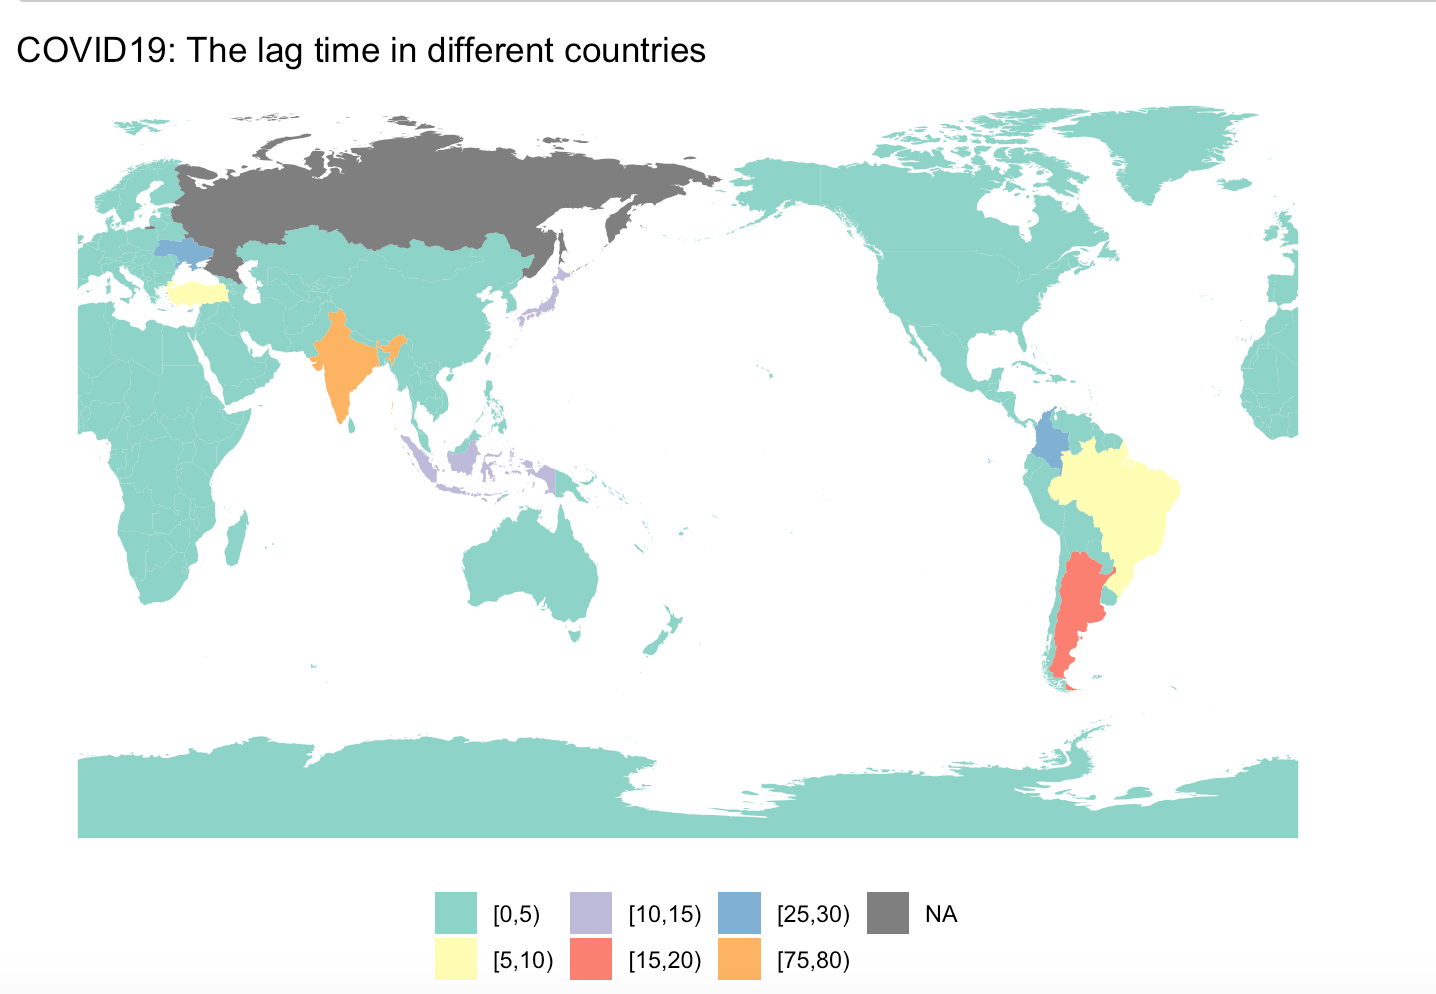 COVID19: The lag time in different countries
[0,5) [10,15) [25,30) NA
[5,10) [15,20) [75,80)